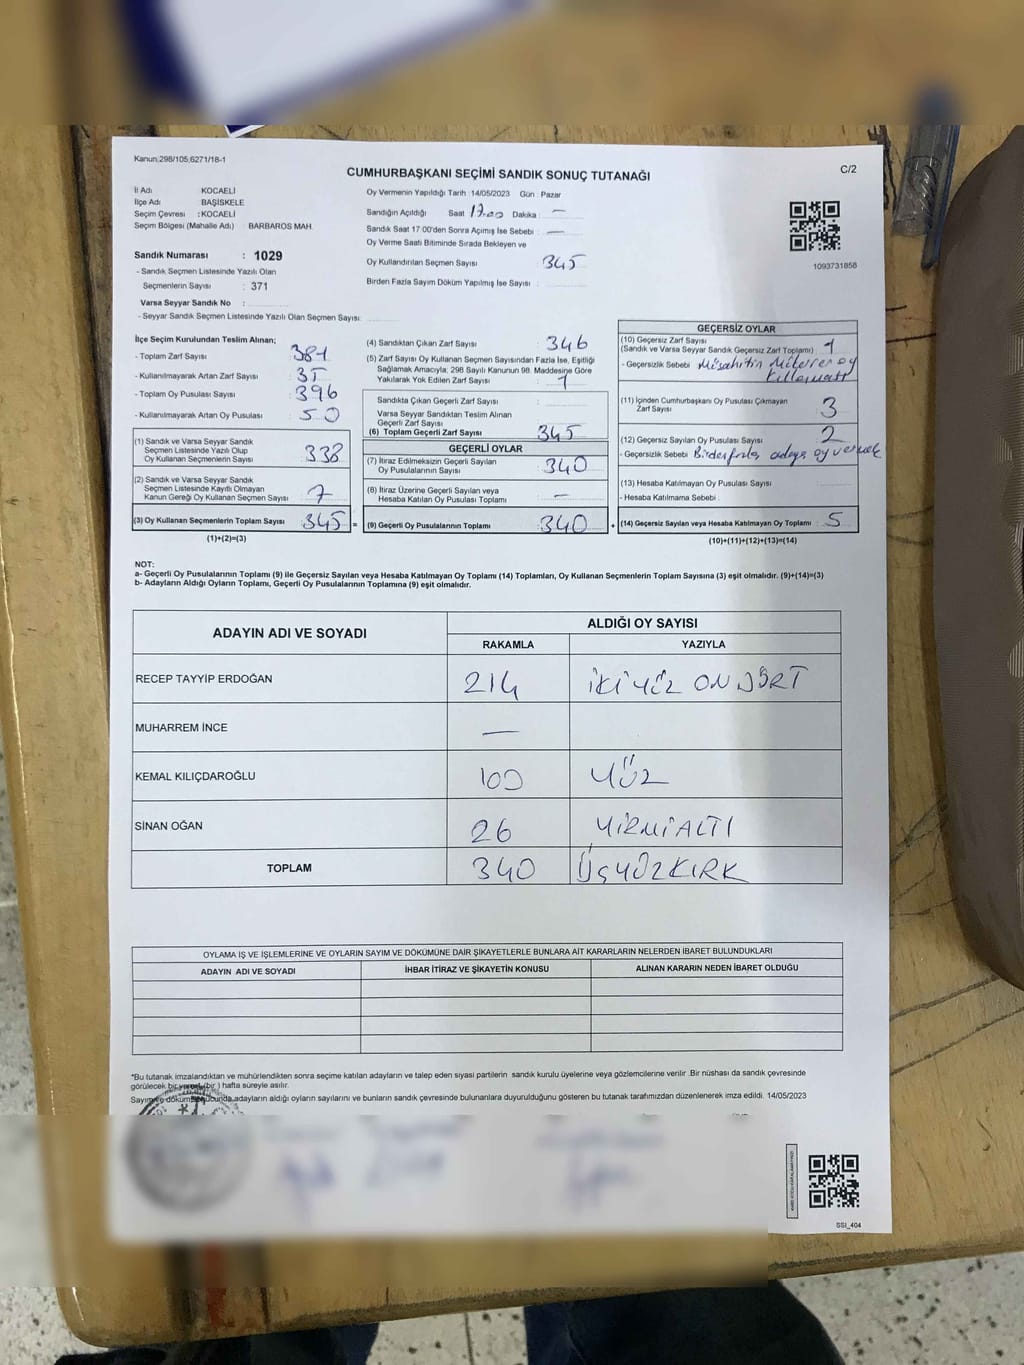 Kanun:298/105,6271/18-1
CUMHURBAŞKANI SEÇİMİ SANDIK SONUÇ TUTANAĞI
C/2
İl Adı KOCAELİ
İlçe Adı BAŞİSKELE
Seçim Çevresi :KOCAELİ
Seçim Bölgesi (Mahalle Adı) BARBAROS MAH.
Sandık Numarası : 1029
- Sandık Seçmen Listesinde Yazılı Olan
Seçmenlerin Sayısı : 371
Varsa Seyyar Sandık No :
- Seyyar Sandık Seçmen Listesinde Yazılı Olan Seçmen Sayısı:
Oy Vermenin Yapıldığı Tarih :14/05/2023 Gün : Pazar
Sandığın Açıldığı Saat 17.00 Dakika : —
Sandık Saat 17.00'den Sonra Açımış İse Sebebi : —
Oy Verme Saati Bitiminde Sırada Bekleyen ve
Oy Kullandırılan Seçmen Sayısı : 345
Birden Fazla Sayım Döküm Yapılmış İse Sayısı :
1093731858
İlçe Seçim Kurulundan Teslim Alınan;
- Toplam Zarf Sayısı : 381
- Kullanılmayarak Artan Zarf Sayısı : 35
- Toplam Oy Pusulası Sayısı : 396
- Kullanılmayarak Artan Oy Pusulası : 50
(1) Sandık ve Varsa Seyyar Sandık
Seçmen Listesinde Yazılı Olup
Oy Kullanan Seçmenlerin Sayısı : 338
(2) Sandık ve Varsa Seyyar Sandık
Seçmen Listesinde Kayıtlı Olmayan
Kanun Gereği Oy Kullanan Seçmen Sayısı : 7
(3) Oy Kullanan Seçmenlerin Toplam Sayısı : 345 =
(1)+(2)=(3)
(4) Sandıktan Çıkan Zarf Sayısı : 346
(5) Zarf Sayısı Oy Kullanan Seçmen Sayısından Fazla İse, Eşitliği
Sağlamak Amacıyla; 298 Sayılı Kanunun 98. Maddesine Göre
Yakılarak Yok Edilen Zarf Sayısı : 1
Sandıkta Çıkan Geçerli Zarf Sayısı :
Varsa Seyyar Sandıktan Teslim Alınan
Geçerli Zarf Sayısı :
(6) Toplam Geçerli Zarf Sayısı : 345
GEÇERLİ OYLAR
(7) İtiraz Edilmeksizin Geçerli Sayılan
Oy Pusulalarının Sayısı : 340
(8) İtiraz Üzerine Geçerli Sayılan veya
Hesaba Katılan Oy Pusulası Toplamı : —
(9) Geçerli Oy Pusulalarının Toplamı : 340 +
GEÇERSİZ OYLAR
(10) Geçersiz Zarf Sayısı
(Sandık ve Varsa Seyyar Sandık Geçersiz Zarf Toplamı) : 1
- Geçersizlik Sebebi : oy
(11) İçinden Cumhurbaşkanı Oy Pusulası Çıkmayan
Zarf Sayısı : 3
(12) Geçersiz Sayılan Oy Pusulası Sayısı : 2
- Geçersizlik Sebebi : Birden fazla adaya oy vermek
(13) Hesaba Katılmayan Oy Pusulası Sayısı :
- Hesaba Katılmama Sebebi :
(14) Geçersiz Sayılan veya Hesaba Katılmayan Oy Toplamı : 5
(10)+(11)+(12)+(13)=(14)
NOT:
a- Geçerli Oy Pusulalarının Toplamı (9) ile Geçersiz Sayılan veya Hesaba Katılmayan Oy Toplamı (14) Toplamları, Oy Kullanan Seçmenlerin Toplam Sayısına (3) eşit olmalıdır. (9)+(14)=(3)
b- Adayların Aldığı Oyların Toplamı, Geçerli Oy Pusulalarının Toplamına (9) eşit olmalıdır.
ADAYIN ADI VE SOYADI ALDIĞI OY SAYISI
RAKAMLA YAZIYLA
RECEP TAYYİP ERDOĞAN 214 İKİYÜZ ONDÖRT
MUHARREM İNCE —
KEMAL KILIÇDAROĞLU 100 YÜZ
SİNAN OĞAN 26 YİRMİALTI
TOPLAM 340 ÜÇYÜZKIRK
OYLAMA İŞ VE İŞLEMLERİNE VE OYLARIN SAYIM VE DÖKÜMÜNE DAİR ŞİKAYETLERLE BUNLARA AİT KARARLARIN NELERDEN İBARET BULUNDUKLARI
ADAYIN ADI VE SOYADI İHBAR İTİRAZ VE ŞİKAYETİN KONUSU ALINAN KARARIN NEDEN İBARET OLDUĞU
*Bu tutanak imzalandıktan ve mühürlendikten sonra seçime katılan adayların ve talep eden siyasi partilerin sandık kurulu üyelerine veya gözlemcilerine verilir .Bir nüshası da sandık çevresinde
görülecek bir yere (bir ) hafta süreyle asılır.
Sayım ve döküm sonucunda,adayların aldığı oyların sayılarını ve bunların sandık çevresinde bulunanlara duyurulduğunu gösteren bu tutanak tarafımızdan düzenlenerek imza edildi. 14/05/2023
SSİ_404